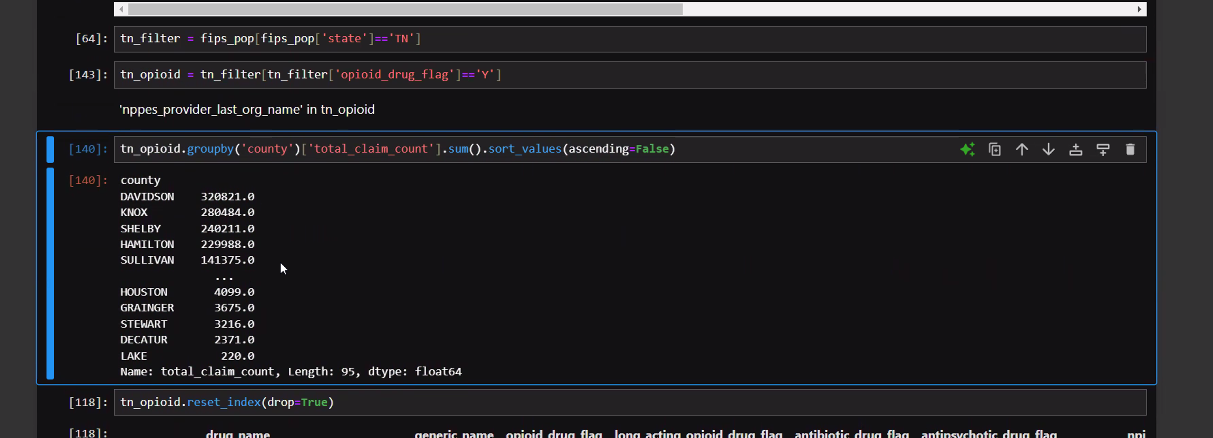 [64]: tn_filter = fips_pop[fips_pop['state']=='TN']
[143]: tn_opioid = tn_filter[tn_filter['opioid_drug_flag']=='Y']
'nppes_provider_last_org_name' in tn_opioid
[140]: tn_opioid.groupby('county')['total_claim_count'].sum().sort_values(ascending=False)
[140]: county
DAVIDSON    320821.0
KNOX        280484.0
SHELBY      240211.0
HAMILTON    229988.0
SULLIVAN    141375.0
...
HOUSTON       4099.0
GRAINGER      3675.0
STEWART       3216.0
DECATUR       2371.0
LAKE           220.0
Name: total_claim_count, Length: 95, dtype: float64
[118]: tn_opioid.reset_index(drop=True)
[118]: drug_name generic_name opioid_drug_flag long_acting_opioid_drug_flag antibiotic_drug_flag antipsychotic_drug_flag npi